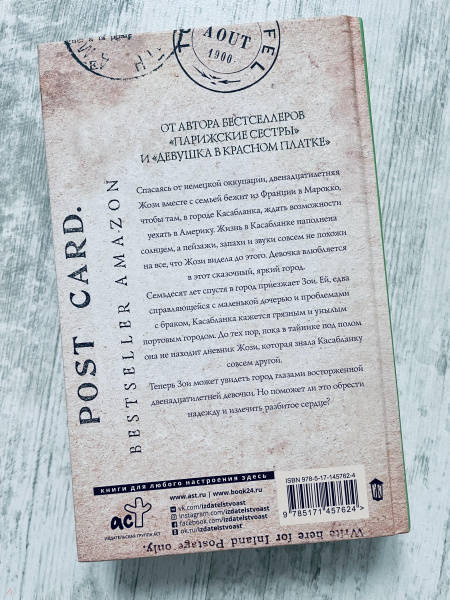 AOUT
1900
ОТ АВТОРА БЕСТСЕЛЛЕРОВ
«ПАРИЖСКИЕ СЕСТРЫ»
И «ДЕВУШКА В КРАСНОМ ПЛАТКЕ»
Спасаясь от немецкой оккупации, двенадцатилетняя
Жози вместе с семьей бежит из Франции в Марокко,
чтобы там, в городе Касабланка, ждать возможности
уехать в Америку. Жизнь в Касабланке наполнена
солнцем, а пейзажи, запахи и звуки совсем не похожи
на все, что Жози видела до этого. Девочка влюбляется
в этот сказочный, яркий город.
Семьдесят лет спустя в город приезжает Зои. Ей, едва
справляющейся с маленькой дочерью и проблемами
с браком, Касабланка кажется грязным и унылым
портовым городом. До тех пор, пока в тайнике под полом
она не находит дневник Жози, которая знала Касабланку
совсем другой.
Теперь Зои может увидеть город глазами восторженной
двенадцатилетней девочки. Но поможет ли это обрести
надежду и излечить разбитое сердце?
POST CARD.
BESTSELLER AMAZON
книги для любого настроения здесь
www.ast.ru | www.book24.ru
vk.com/izdatelstvoast
instagram.com/izdatelstvoast
facebook.com/izdatelstvoast
ok.ru/izdatelstvoast
аст
ИЗДАТЕЛЬСКАЯ ГРУППА АСТ
ISBN 978-5-17-145762-4
9 785171 457624 >
Write here for Inland Postage only.